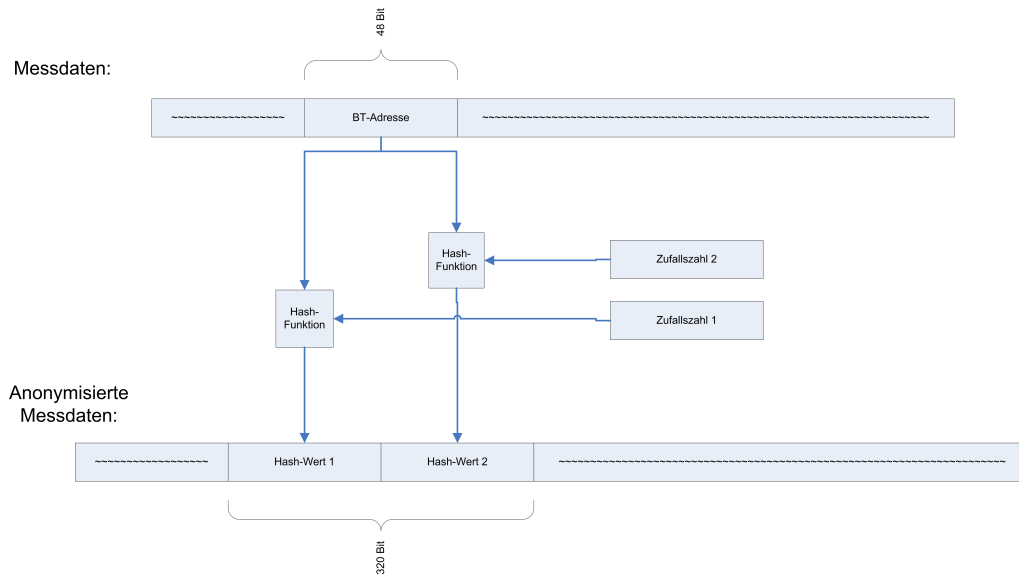 48 Bit
Messdaten:
~~~~~~~~~~~~~~~~~~ BT-Adresse ~~~~~~~~~~~~~~~~~~~~~~~~~~~~~~~~~~~~~~~~~~~~~~~~~~~~~~~~~~~~~~~~~~~~~~~
Hash-
Funktion
Zufallszahl 2
Hash-
Funktion
Zufallszahl 1
Anonymisierte
Messdaten:
~~~~~~~~~~~~~~~~~~ Hash-Wert 1 Hash-Wert 2 ~~~~~~~~~~~~~~~~~~~~~~~~~~~~~~~~~~~~~~~~~~~~~~~~~~~~~~~~~~~~~~~~~~~~~~~
320 Bit